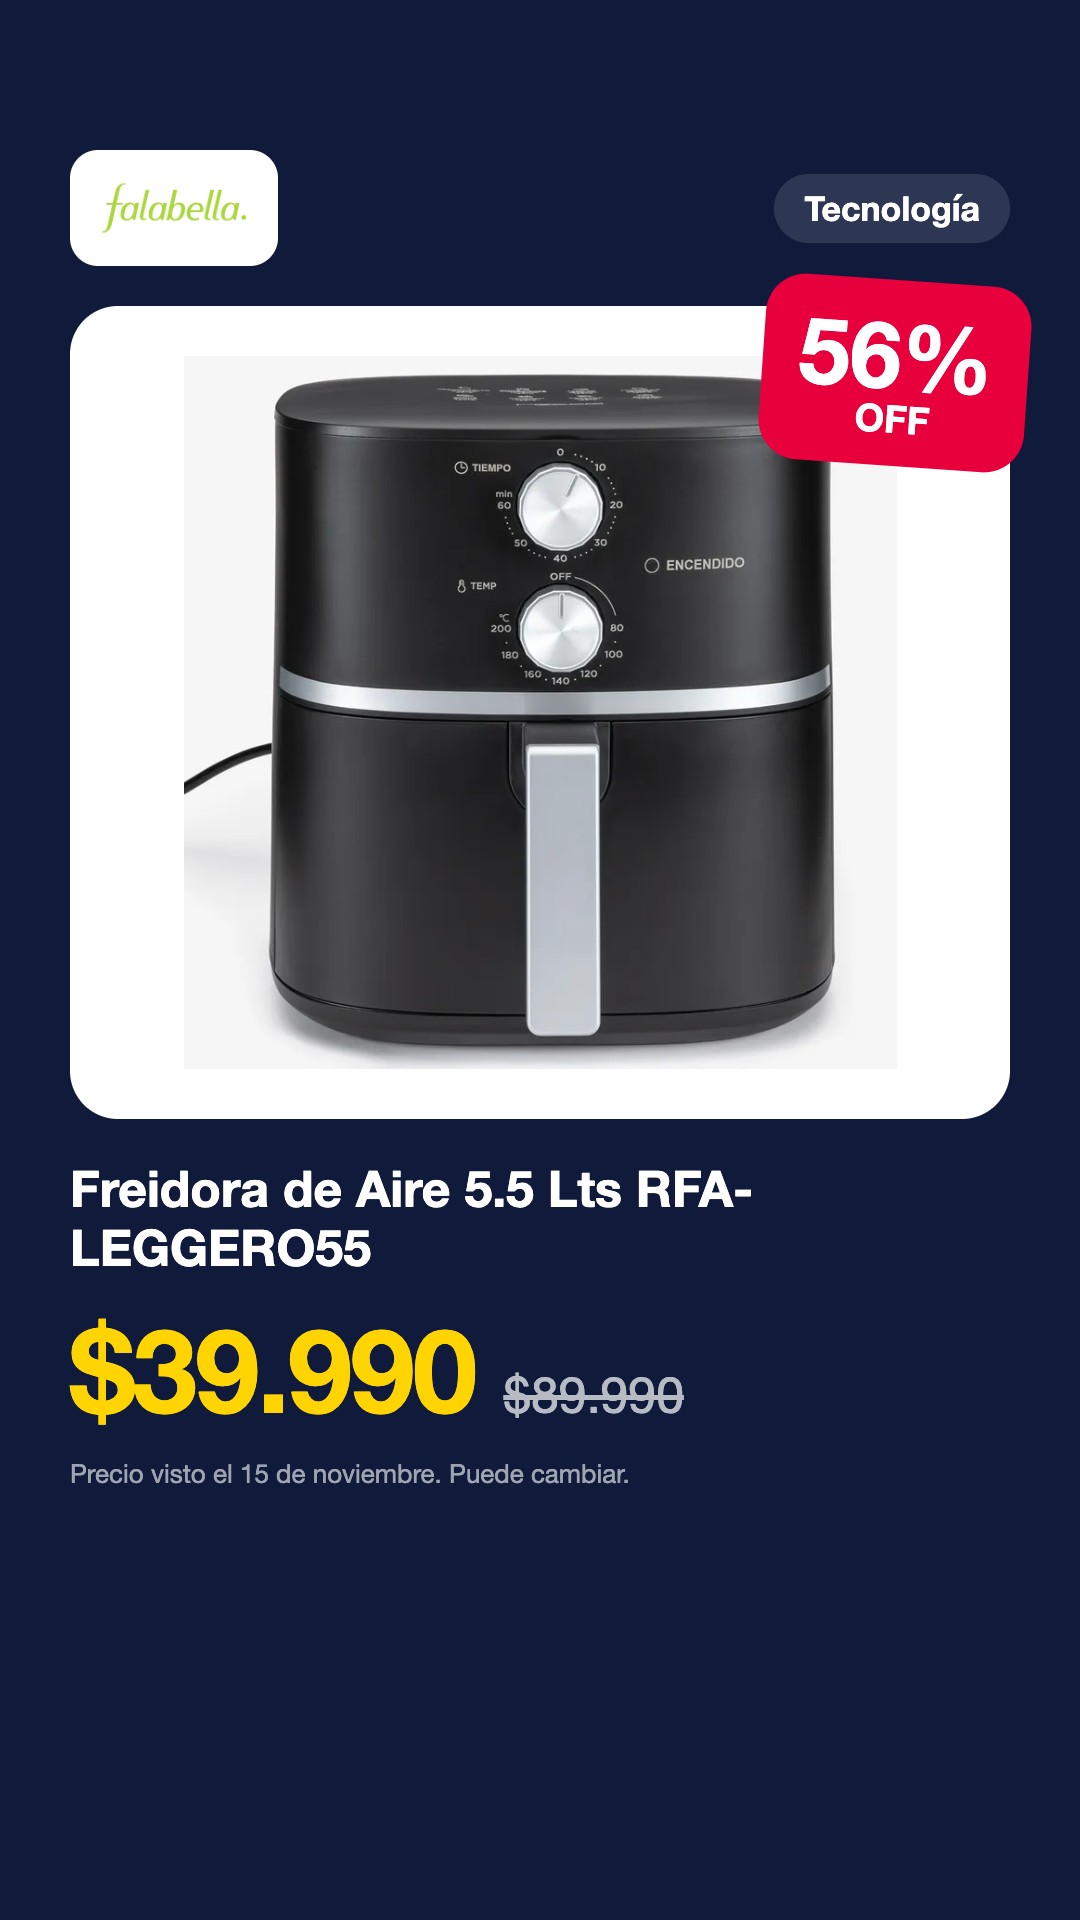 falabella.
Tecnología
56%
OFF
TIEMPO
0
10
20
30
40
50
min
60
ENCENDIDO
TEMP
OFF
80
100
120
140
160
180
200
°C
Freidora de Aire 5.5 Lts RFA-
LEGGERO55
$39.990 $89.990
Precio visto el 15 de noviembre. Puede cambiar.